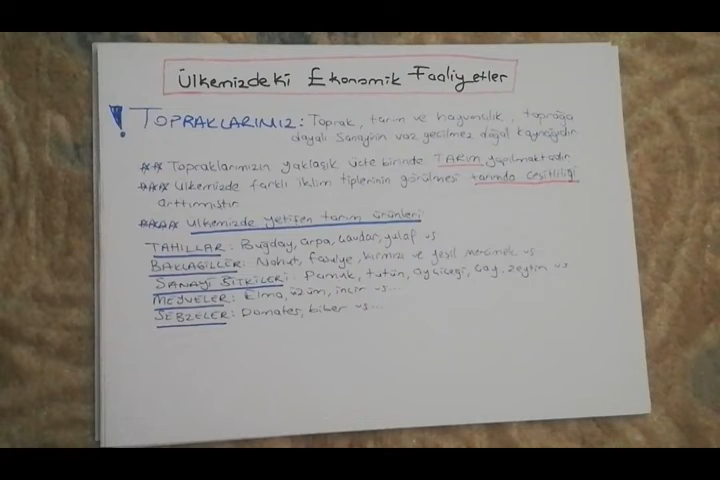 Ülkemizdeki Ekonomik Faaliyetler
! TOPRAKLARIMIZ: Toprak, tarım ve hayvancılık, toprağa
dayalı sanayinin vaz geçilmez doğal kaynağıdır.
** Topraklarımızın yaklaşık üçte birinde TARIM yapılmaktadır
*** Ülkemizde farklı iklim tiplerinin görülmesi tarımda çeşitliliği
arttırmıştır
**** Ülkemizde yetişen tarım ürünleri:
TAHILLAR: Buğday, arpa, çavdar, yulaf vs
BAKLAGİLLER: Nohut, fasulye, kırmızı ve yeşil mercimek vs
SANAYİ BİTKİLERİ: Pamuk, tütün, ayçiçeği, çay, zeytin vs
MEYVELER: Elma, üzüm, incir vs...
SEBZELER: Domates, biber vs...